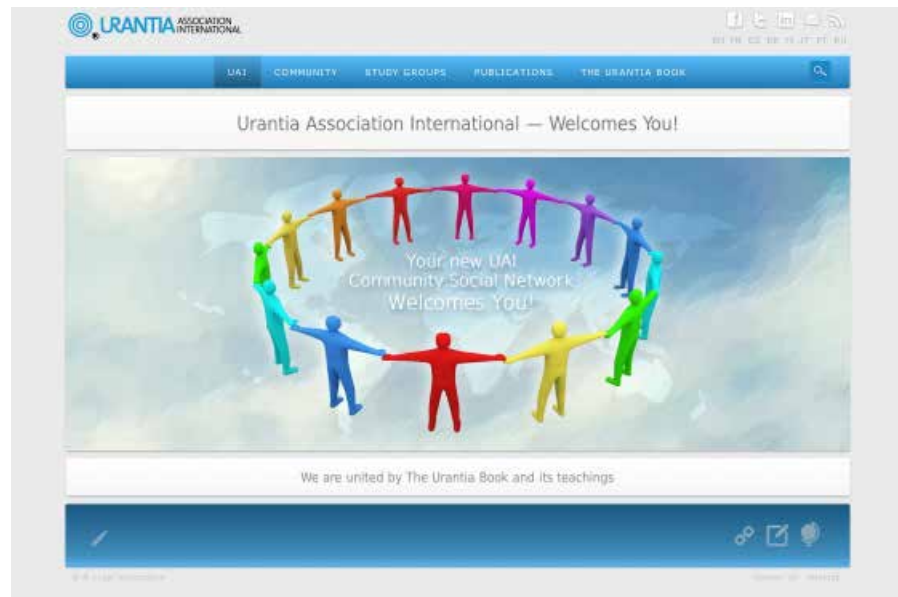 URANTIA ASSOCIATION
INTERNATIONAL
UAI COMMUNITY STUDY GROUPS PUBLICATIONS THE URANTIA BOOK
Urantia Association International — Welcomes You!
Your new UAI
Community Social Network
Welcomes You!
We are united by The Urantia Book and its teachings